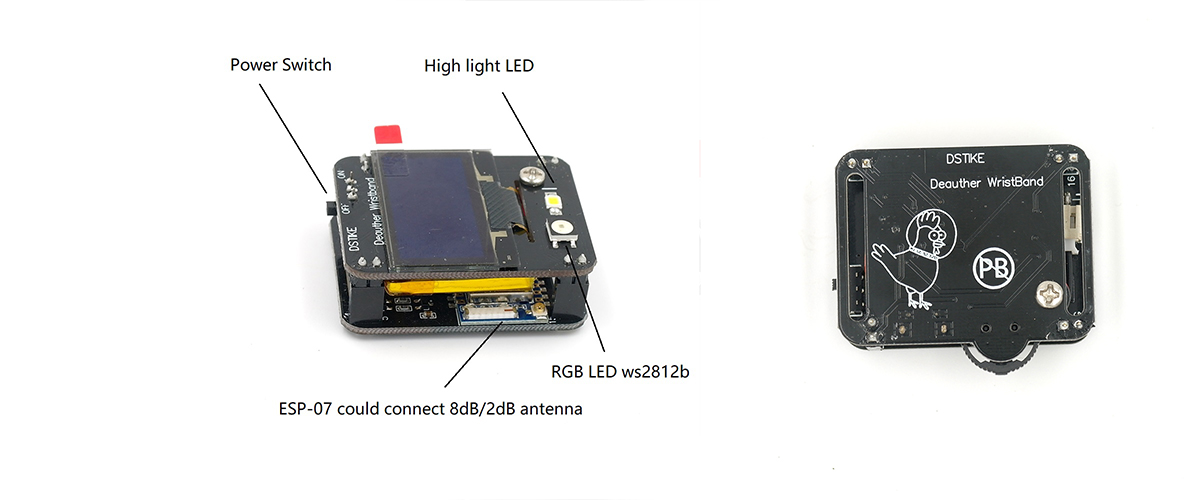 Power Switch
High light LED
ON
OFF
DSTIKE
Deauther Wristband
RGB LED ws2812b
ESP-07 could connect 8dB/2dB antenna
DSTIKE
Deauther WristBand
16
PB